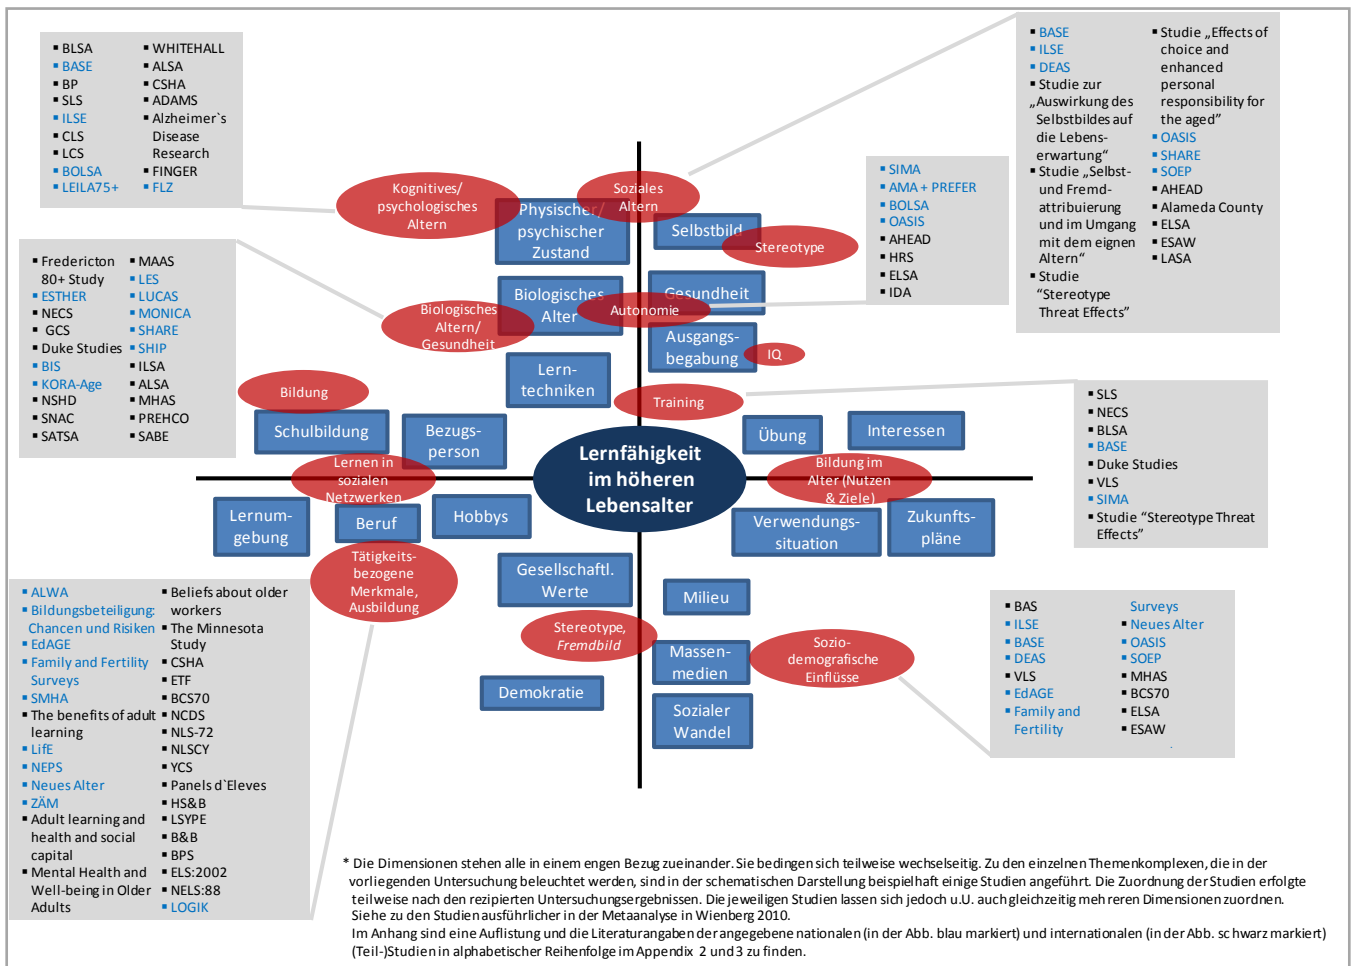 ▪ BLSA
▪ BASE
▪ BP
▪ SLS
▪ ILSE
▪ CLS
▪ LCS
▪ BOLSA
▪ LEILA75+
▪ WHITEHALL
▪ ALSA
▪ CSHA
▪ ADAMS
▪ Alzheimer`s
Disease
Research
▪ FINGER
▪ FLZ
▪ BASE
▪ ILSE
▪ DEAS
▪ Studie zur
„Auswirkung des
Selbstbildes auf
die Lebens-
erwartung“
▪ Studie „Selbst-
und Fremd-
attribuierung
und im Umgang
mit dem eignen
Altern“
▪ Studie
“Stereotype
Threat Effects”
▪ Studie „Effects of
choice and
enhanced
personal
responsibility for
the aged”
▪ OASIS
▪ SHARE
▪ SOEP
▪ AHEAD
▪ Alameda County
▪ ELSA
▪ ESAW
▪ LASA
▪ SIMA
▪ AMA + PREFER
▪ BOLSA
▪ OASIS
▪ AHEAD
▪ HRS
▪ ELSA
▪ IDA
Kognitives/
psychologisches
Altern
Physischer/
psychischer
Zustand
Soziales
Altern
Selbstbild
Stereotype
▪ Fredericton
80+ Study
▪ ESTHER
▪ NECS
▪ GCS
▪ Duke Studies
▪ BIS
▪ KORA-Age
▪ NSHD
▪ SNAC
▪ SATSA
▪ MAAS
▪ LES
▪ LUCAS
▪ MONICA
▪ SHARE
▪ SHIP
▪ ILSA
▪ ALSA
▪ MHAS
▪ PREHCO
▪ SABE
Biologisches
Altern/
Gesundheit
Biologisches
Alter
Autonomie
Gesundheit
Ausgangs-
begabung
IQ
Lern-
techniken
Bildung
Training
Schulbildung
Bezugs-
person
Übung
Interessen
▪ SLS
▪ NECS
▪ BLSA
▪ BASE
▪ Duke Studies
▪ VLS
▪ SIMA
▪ Studie “Stereotype Threat
Effects”
Lernen in
sozialen
Netzwerken
Lernfähigkeit
im höheren
Lebensalter
Bildung im
Alter (Nutzen
& Ziele)
Lernum-
gebung
Beruf
Hobbys
Verwendungs-
situation
Zukunfts-
pläne
Tätigkeits-
bezogene
Merkmale,
Ausbildung
Gesellschaftl.
Werte
Milieu
Stereotype,
Fremdbild
Massen-
medien
Sozio-
demografische
Einflüsse
Demokratie
Sozialer
Wandel
▪ ALWA
▪ Bildungsbeteiligung:
Chancen und Risiken
▪ EdAGE
▪ Family and Fertility
Surveys
▪ SMHA
▪ The benefits of adult
learning
▪ LifE
▪ NEPS
▪ Neues Alter
▪ ZÄM
▪ Adult learning and
health and social
capital
▪ Mental Health and
Well-being in Older
Adults
▪ Beliefs about older
workers
▪ The Minnesota
Study
▪ CSHA
▪ ETF
▪ BCS70
▪ NCDS
▪ NLS-72
▪ NLSCY
▪ YCS
▪ Panels d`Eleves
▪ HS&B
▪ LSYPE
▪ B&B
▪ BPS
▪ ELS:2002
▪ NELS:88
▪ LOGIK
▪ BAS
▪ ILSE
▪ BASE
▪ DEAS
▪ VLS
▪ EdAGE
▪ Family and
Fertility
Surveys
▪ Neues Alter
▪ OASIS
▪ SOEP
▪ MHAS
▪ BCS70
▪ ELSA
▪ ESAW
* Die Dimensionen stehen alle in einem engen Bezug zueinander. Sie bedingen sich teilweise wechselseitig. Zu den einzelnen Themenkomplexen, die in der
vorliegenden Untersuchung beleuchtet werden, sind in der schematischen Darstellung beispielhaft einige Studien angeführt. Die Zuordnung der Studien erfolgte
teilweise nach den rezipierten Untersuchungsergebnissen. Die jeweiligen Studien lassen sich jedoch u.U. auch gleichzeitig mehreren Dimensionen zuordnen.
Siehe zu den Studien ausführlicher in der Metaanalyse in Wienberg 2010.
Im Anhang sind eine Auflistung und die Literaturangaben der angegebene nationalen (in der Abb. blau markiert) und internationalen (in der Abb. schwarz markiert)
(Teil-)Studien in alphabetischer Reihenfolge im Appendix 2 und 3 zu finden.